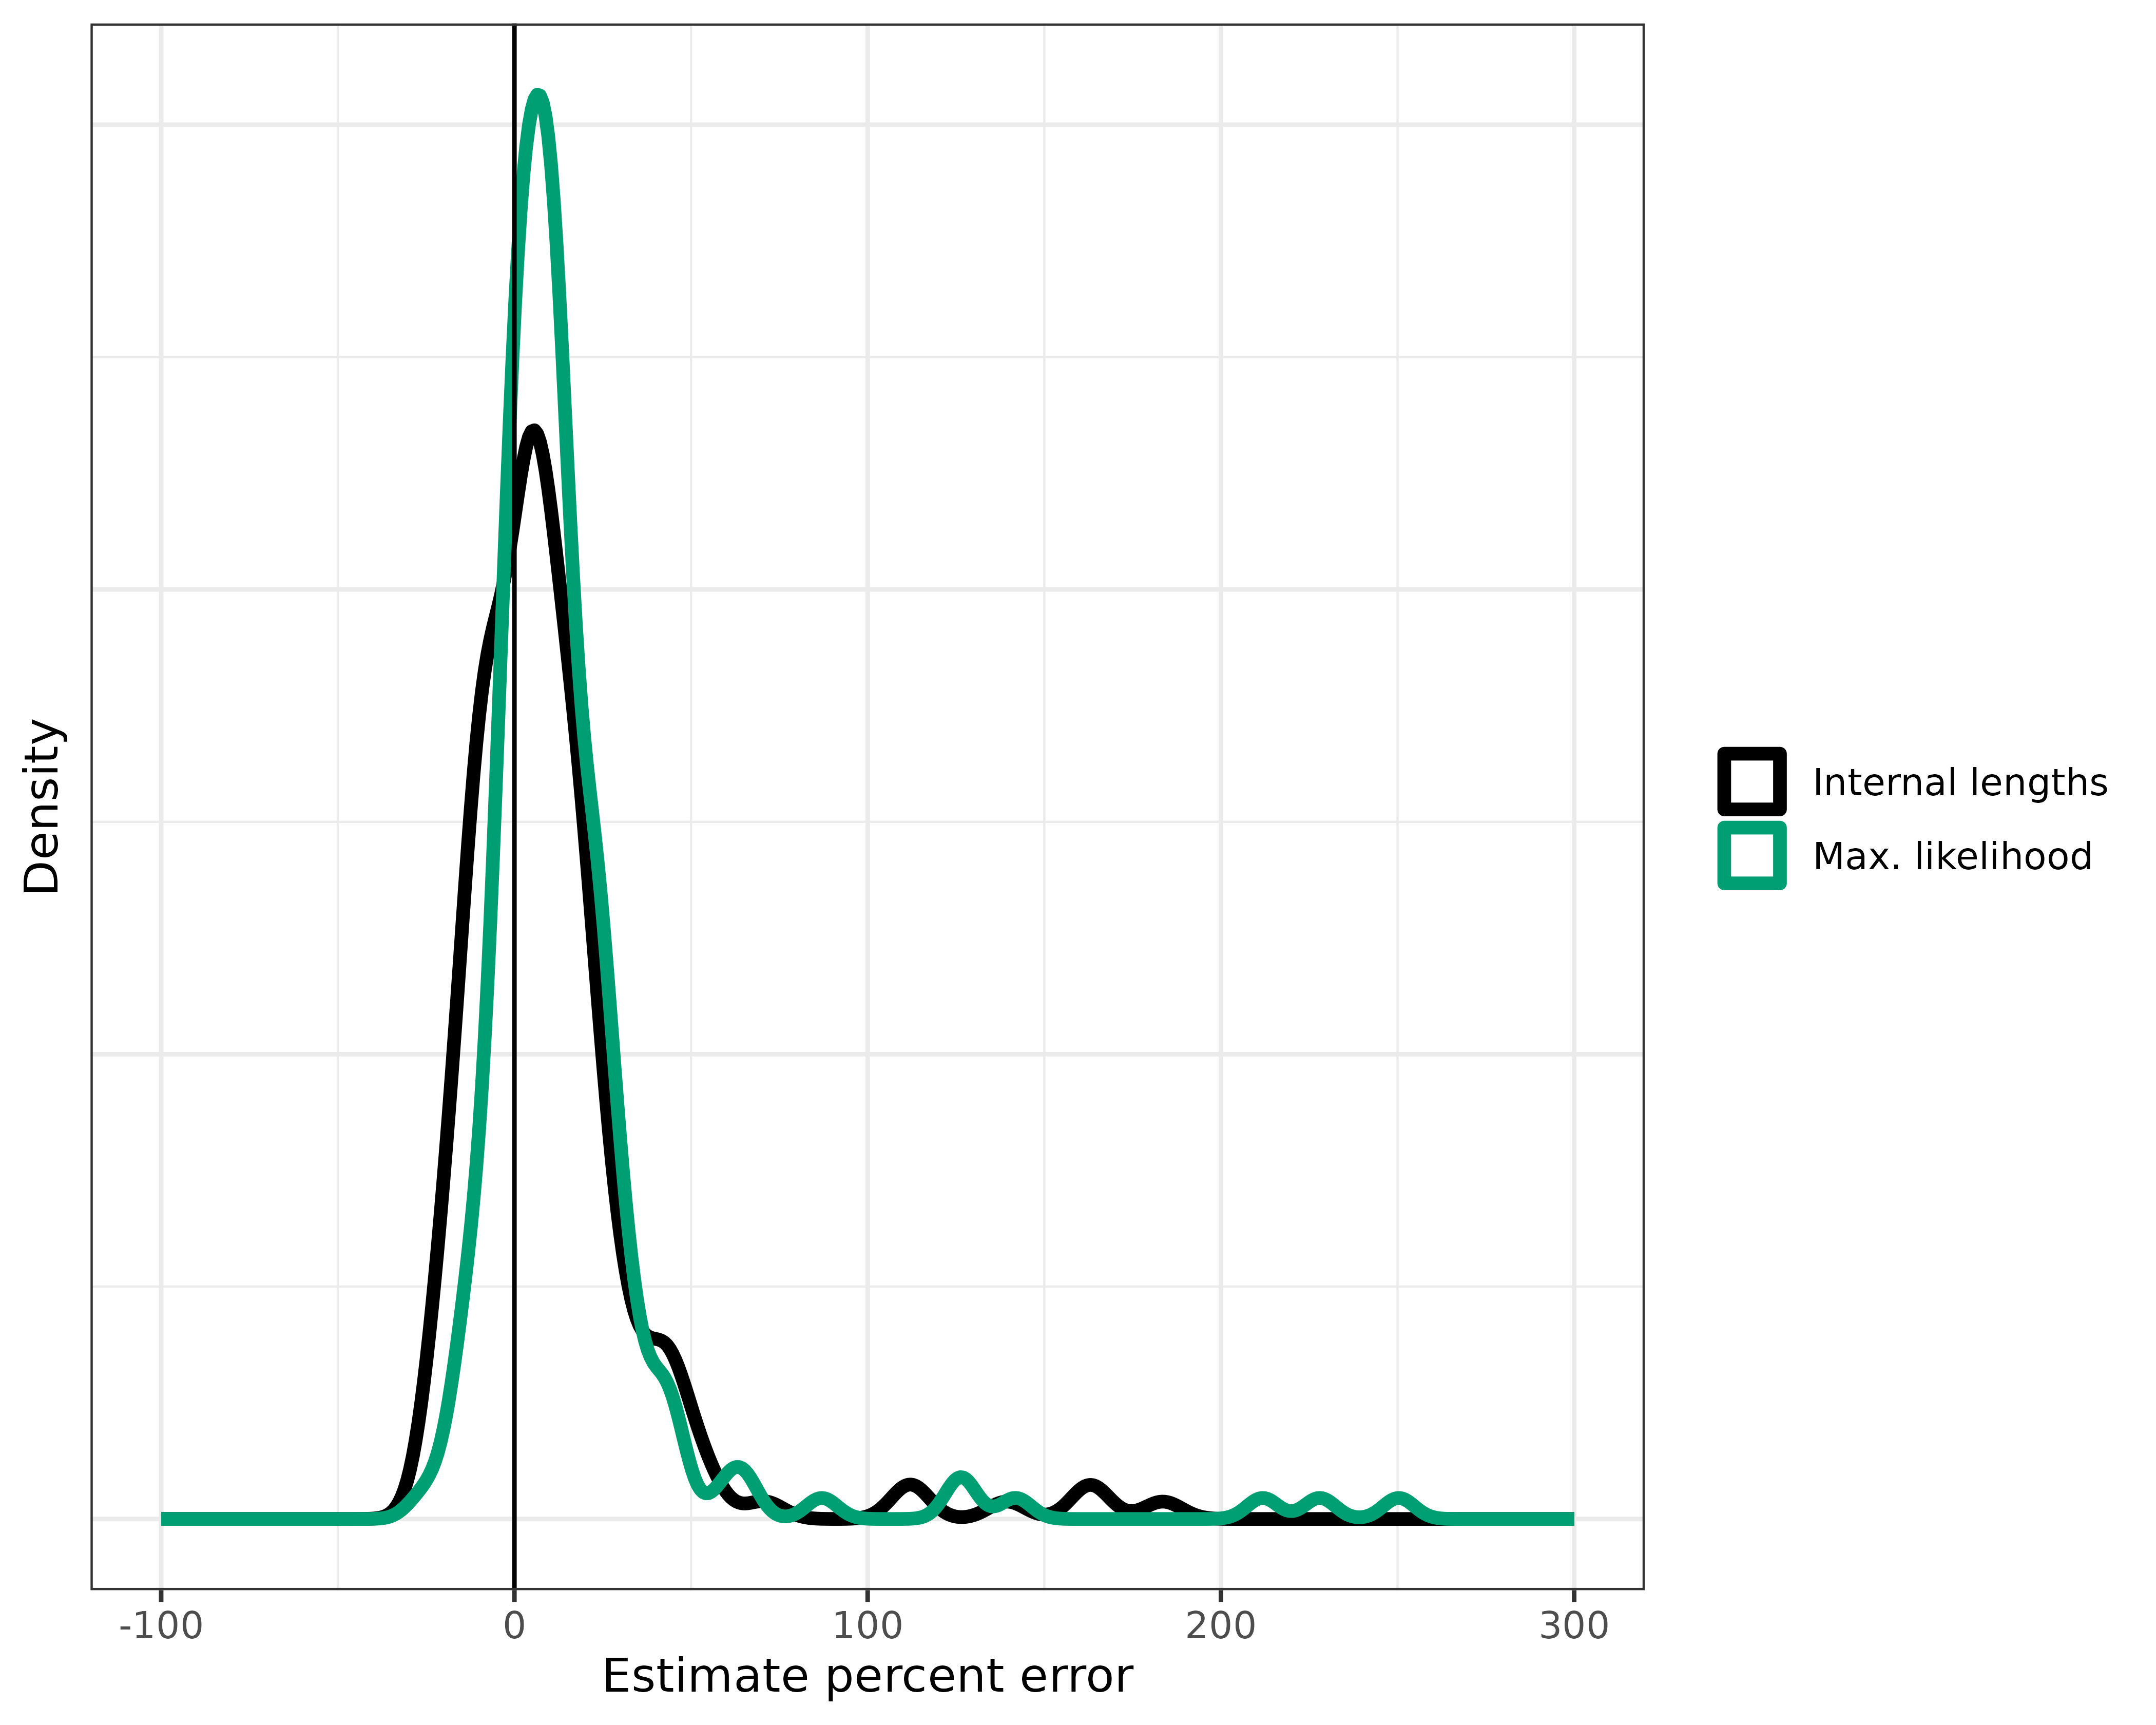 Density
-100
0
100
200
300
Estimate percent error
Internal lengths
Max. likelihood